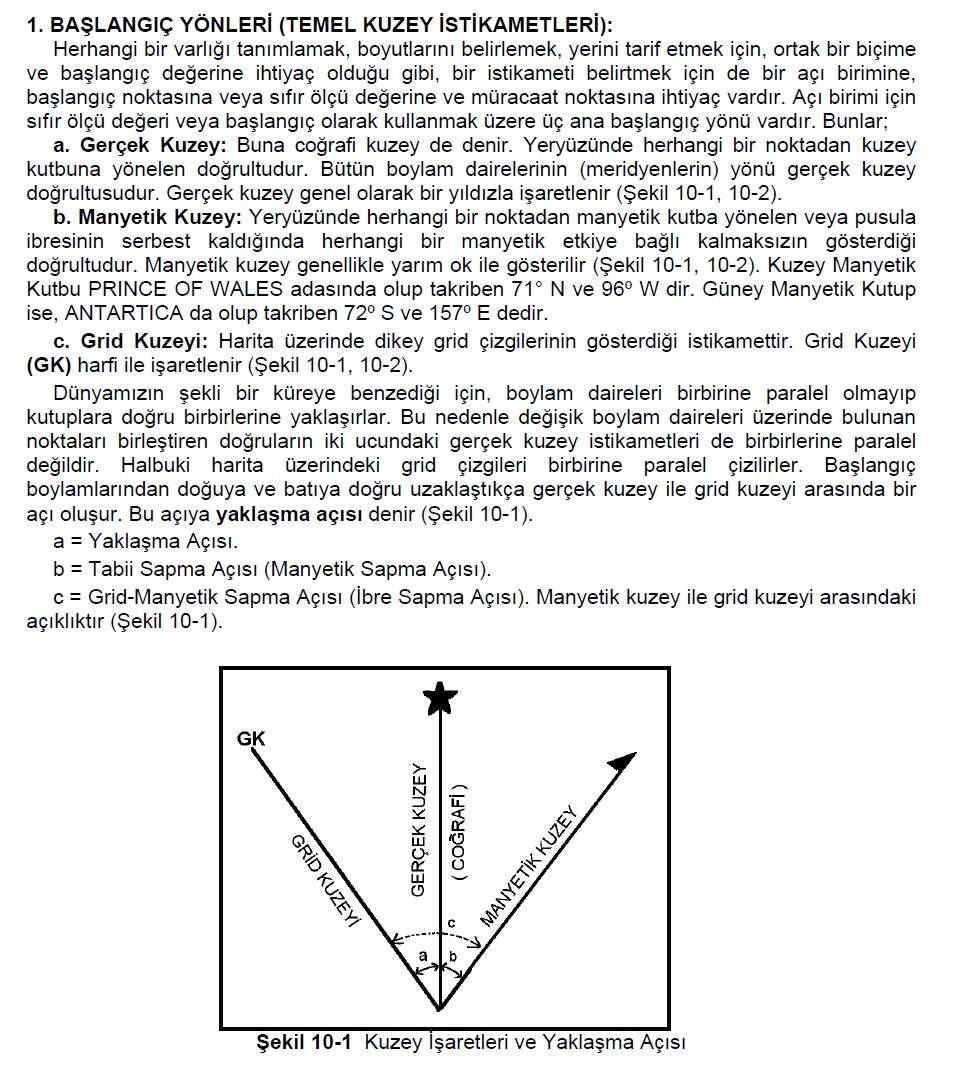 1. BAŞLANGIÇ YÖNLERİ (TEMEL KUZEY İSTİKAMETLERİ):
Herhangi bir varlığı tanımlamak, boyutlarını belirlemek, yerini tarif etmek için, ortak bir biçime
ve başlangıç değerine ihtiyaç olduğu gibi, bir istikameti belirtmek için de bir açı birimine,
başlangıç noktasına veya sıfır ölçü değerine ve müracaat noktasına ihtiyaç vardır. Açı birimi için
sıfır ölçü değeri veya başlangıç olarak kullanmak üzere üç ana başlangıç yönü vardır. Bunlar;
a. Gerçek Kuzey: Buna coğrafi kuzey de denir. Yeryüzünde herhangi bir noktadan kuzey
kutbuna yönelen doğrultudur. Bütün boylam dairelerinin (meridyenlerin) yönü gerçek kuzey
doğrultusudur. Gerçek kuzey genel olarak bir yıldızla işaretlenir (Şekil 10-1, 10-2).
b. Manyetik Kuzey: Yeryüzünde herhangi bir noktadan manyetik kutba yönelen veya pusula
ibresinin serbest kaldığında herhangi bir manyetik etkiye bağlı kalmaksızın gösterdiği
doğrultudur. Manyetik kuzey genellikle yarım ok ile gösterilir (Şekil 10-1, 10-2). Kuzey Manyetik
Kutbu PRINCE OF WALES adasında olup takriben 71° N ve 96º W dir. Güney Manyetik Kutup
ise, ANTARTICA da olup takriben 72º S ve 157º E dedir.
c. Grid Kuzeyi: Harita üzerinde dikey grid çizgilerinin gösterdiği istikamettir. Grid Kuzeyi
(GK) harfi ile işaretlenir (Şekil 10-1, 10-2).
Dünyamızın şekli bir küreye benzediği için, boylam daireleri birbirine paralel olmayıp
kutuplara doğru birbirlerine yaklaşırlar. Bu nedenle değişik boylam daireleri üzerinde bulunan
noktaları birleştiren doğruların iki ucundaki gerçek kuzey istikametleri de birbirlerine paralel
değildir. Halbuki harita üzerindeki grid çizgileri birbirine paralel çizilirler. Başlangıç
boylamlarından doğuya ve batıya doğru uzaklaştıkça gerçek kuzey ile grid kuzeyi arasında bir
açı oluşur. Bu açıya yaklaşma açısı denir (Şekil 10-1).
a = Yaklaşma Açısı.
b = Tabii Sapma Açısı (Manyetik Sapma Açısı).
c = Grid-Manyetik Sapma Açısı (İbre Sapma Açısı). Manyetik kuzey ile grid kuzeyi arasındaki
açıklıktır (Şekil 10-1).
GK
GRİD KUZEYİ
GERÇEK KUZEY
( COĞRAFİ )
MANYETİK KUZEY
c
a
b
Şekil 10-1 Kuzey İşaretleri ve Yaklaşma Açısı